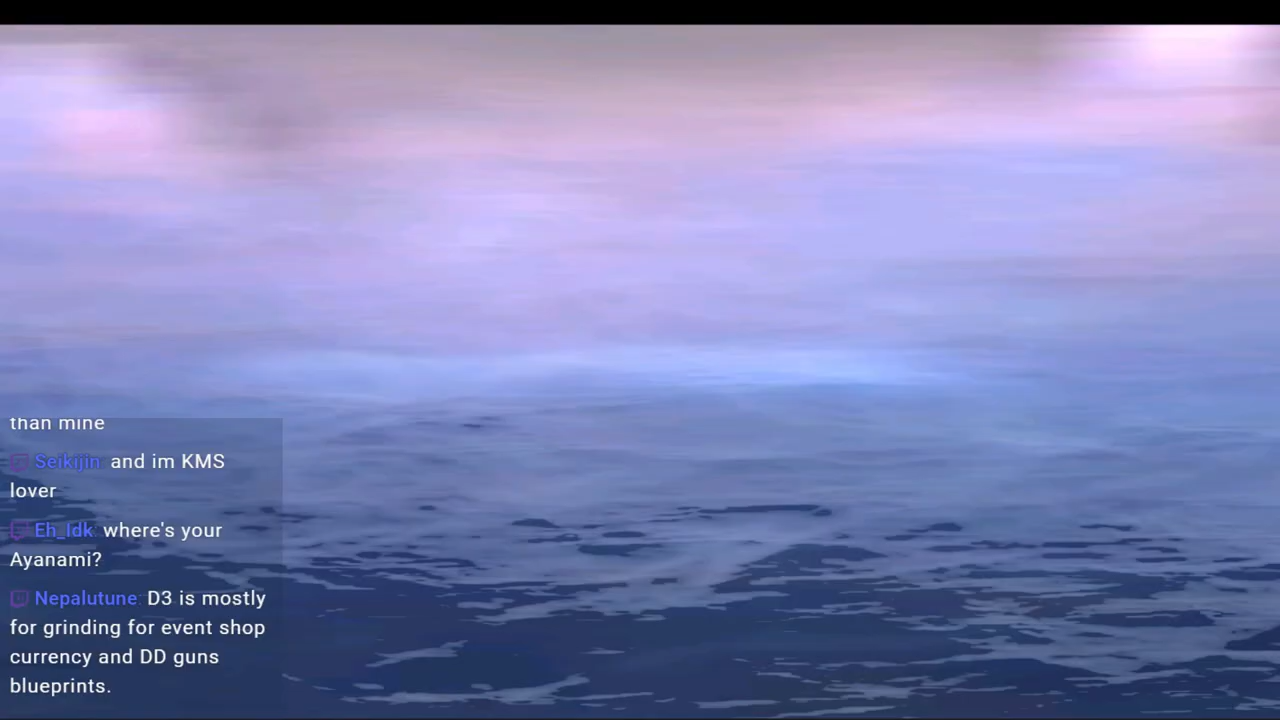 than mine
Seikijin: and im KMS
lover
Eh_Idk: where's your
Ayanami?
Nepalutune: D3 is mostly
for grinding for event shop
currency and DD guns
blueprints.